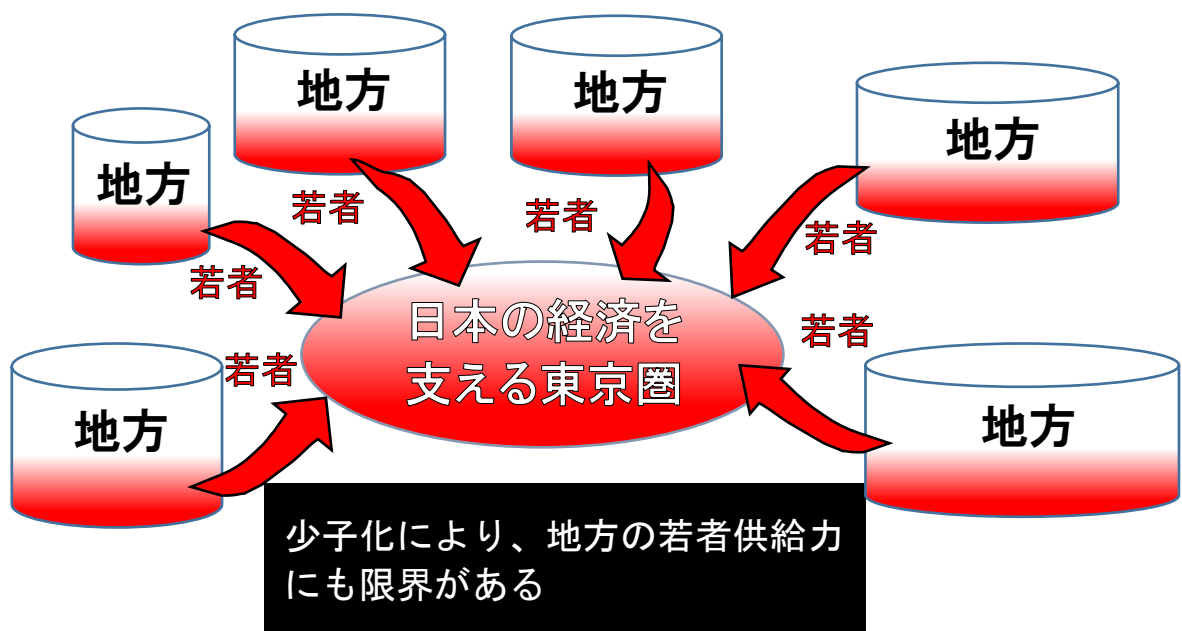 地方
地方
地方
地方
若者
若者
若者
若者
日本の経済を
支える東京圏
若者
若者
地方
地方
少子化により、地方の若者供給力
にも限界がある